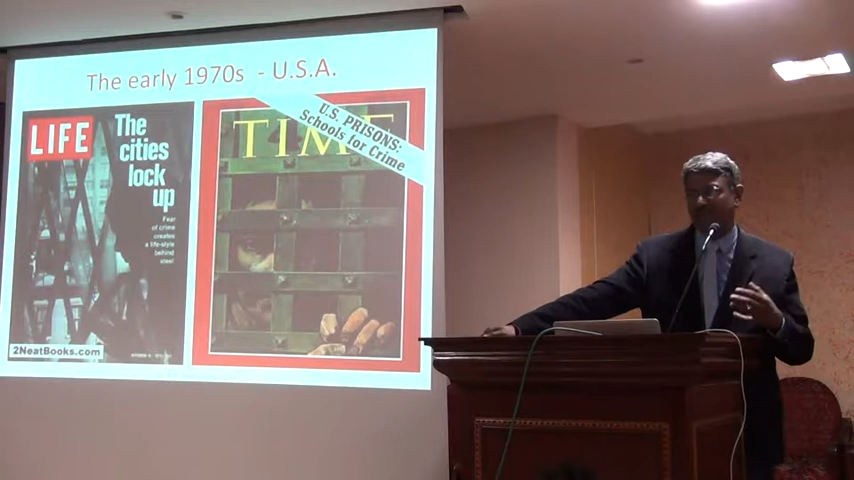 The early 1970s - U.S.A.
LIFE
The
cities
lock
up
Fear
of crime
creates
a life-style
behind
steel
2NeatBooks.com
TIME
U.S. PRISONS:
Schools for Crime